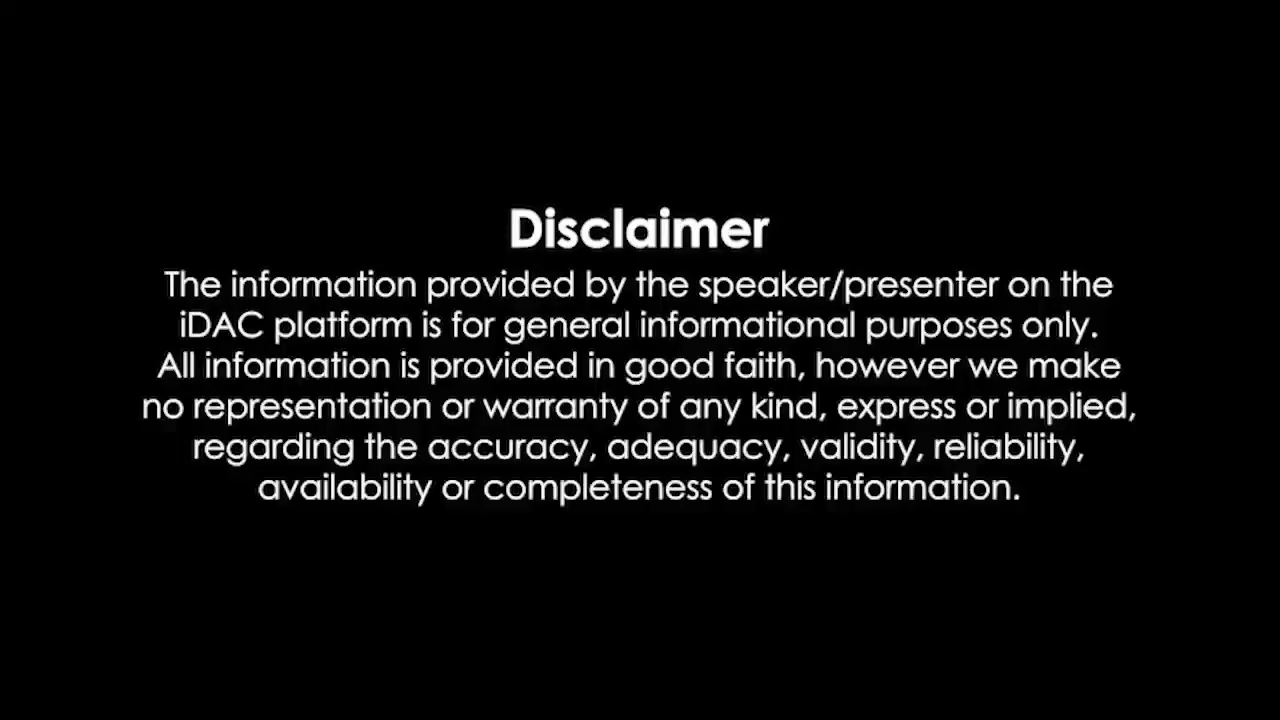 Disclaimer
The information provided by the speaker/presenter on the
iDAC platform is for general informational purposes only.
All information is provided in good faith, however we make
no representation or warranty of any kind, express or implied,
regarding the accuracy, adequacy, validity, reliability,
availability or completeness of this information.